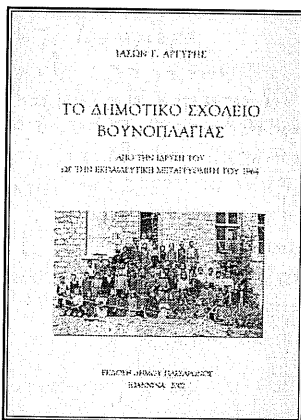 ΙΑΣΩΝ Γ. ΑΡΓΥΡΗΣ
ΤΟ ΔΗΜΟΤΙΚΟ ΣΧΟΛΕΙΟ
ΒΟΥΝΟΠΛΑΓΙΑΣ
ΑΠΟ ΤΗΝ ΙΔΡΥΣΗ ΤΟΥ
ΩΣ ΤΗΝ ΕΚΠΑΙΔΕΥΤΙΚΗ ΜΕΤΑΡΡΥΘΜΙΣΗ ΤΟΥ 1964
ΕΚΔΟΣΗ ΔΗΜΟΥ ΠΑΣΣΑΡΩΝΟΣ
ΙΩΑΝΝΙΝΑ 2002